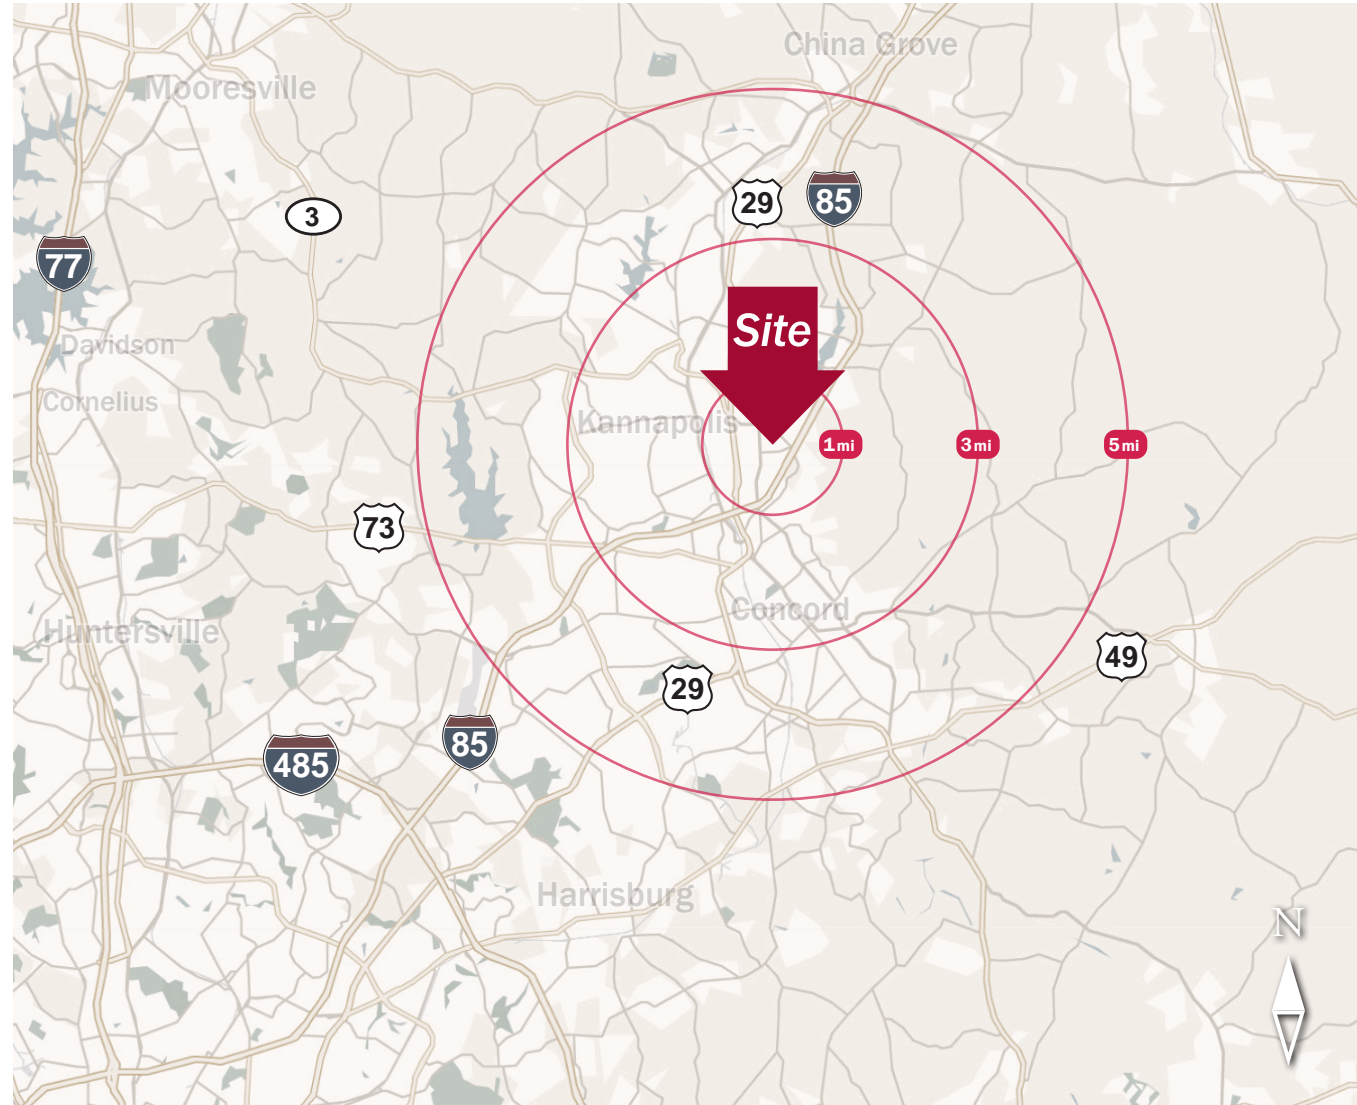 China Grove
Mooresville
29
85
3
77
Site
Davidson
Cornelius
Kannapolis
1 mi
3 mi
5 mi
73
Concord
Huntersville
49
29
85
485
Harrisburg
N